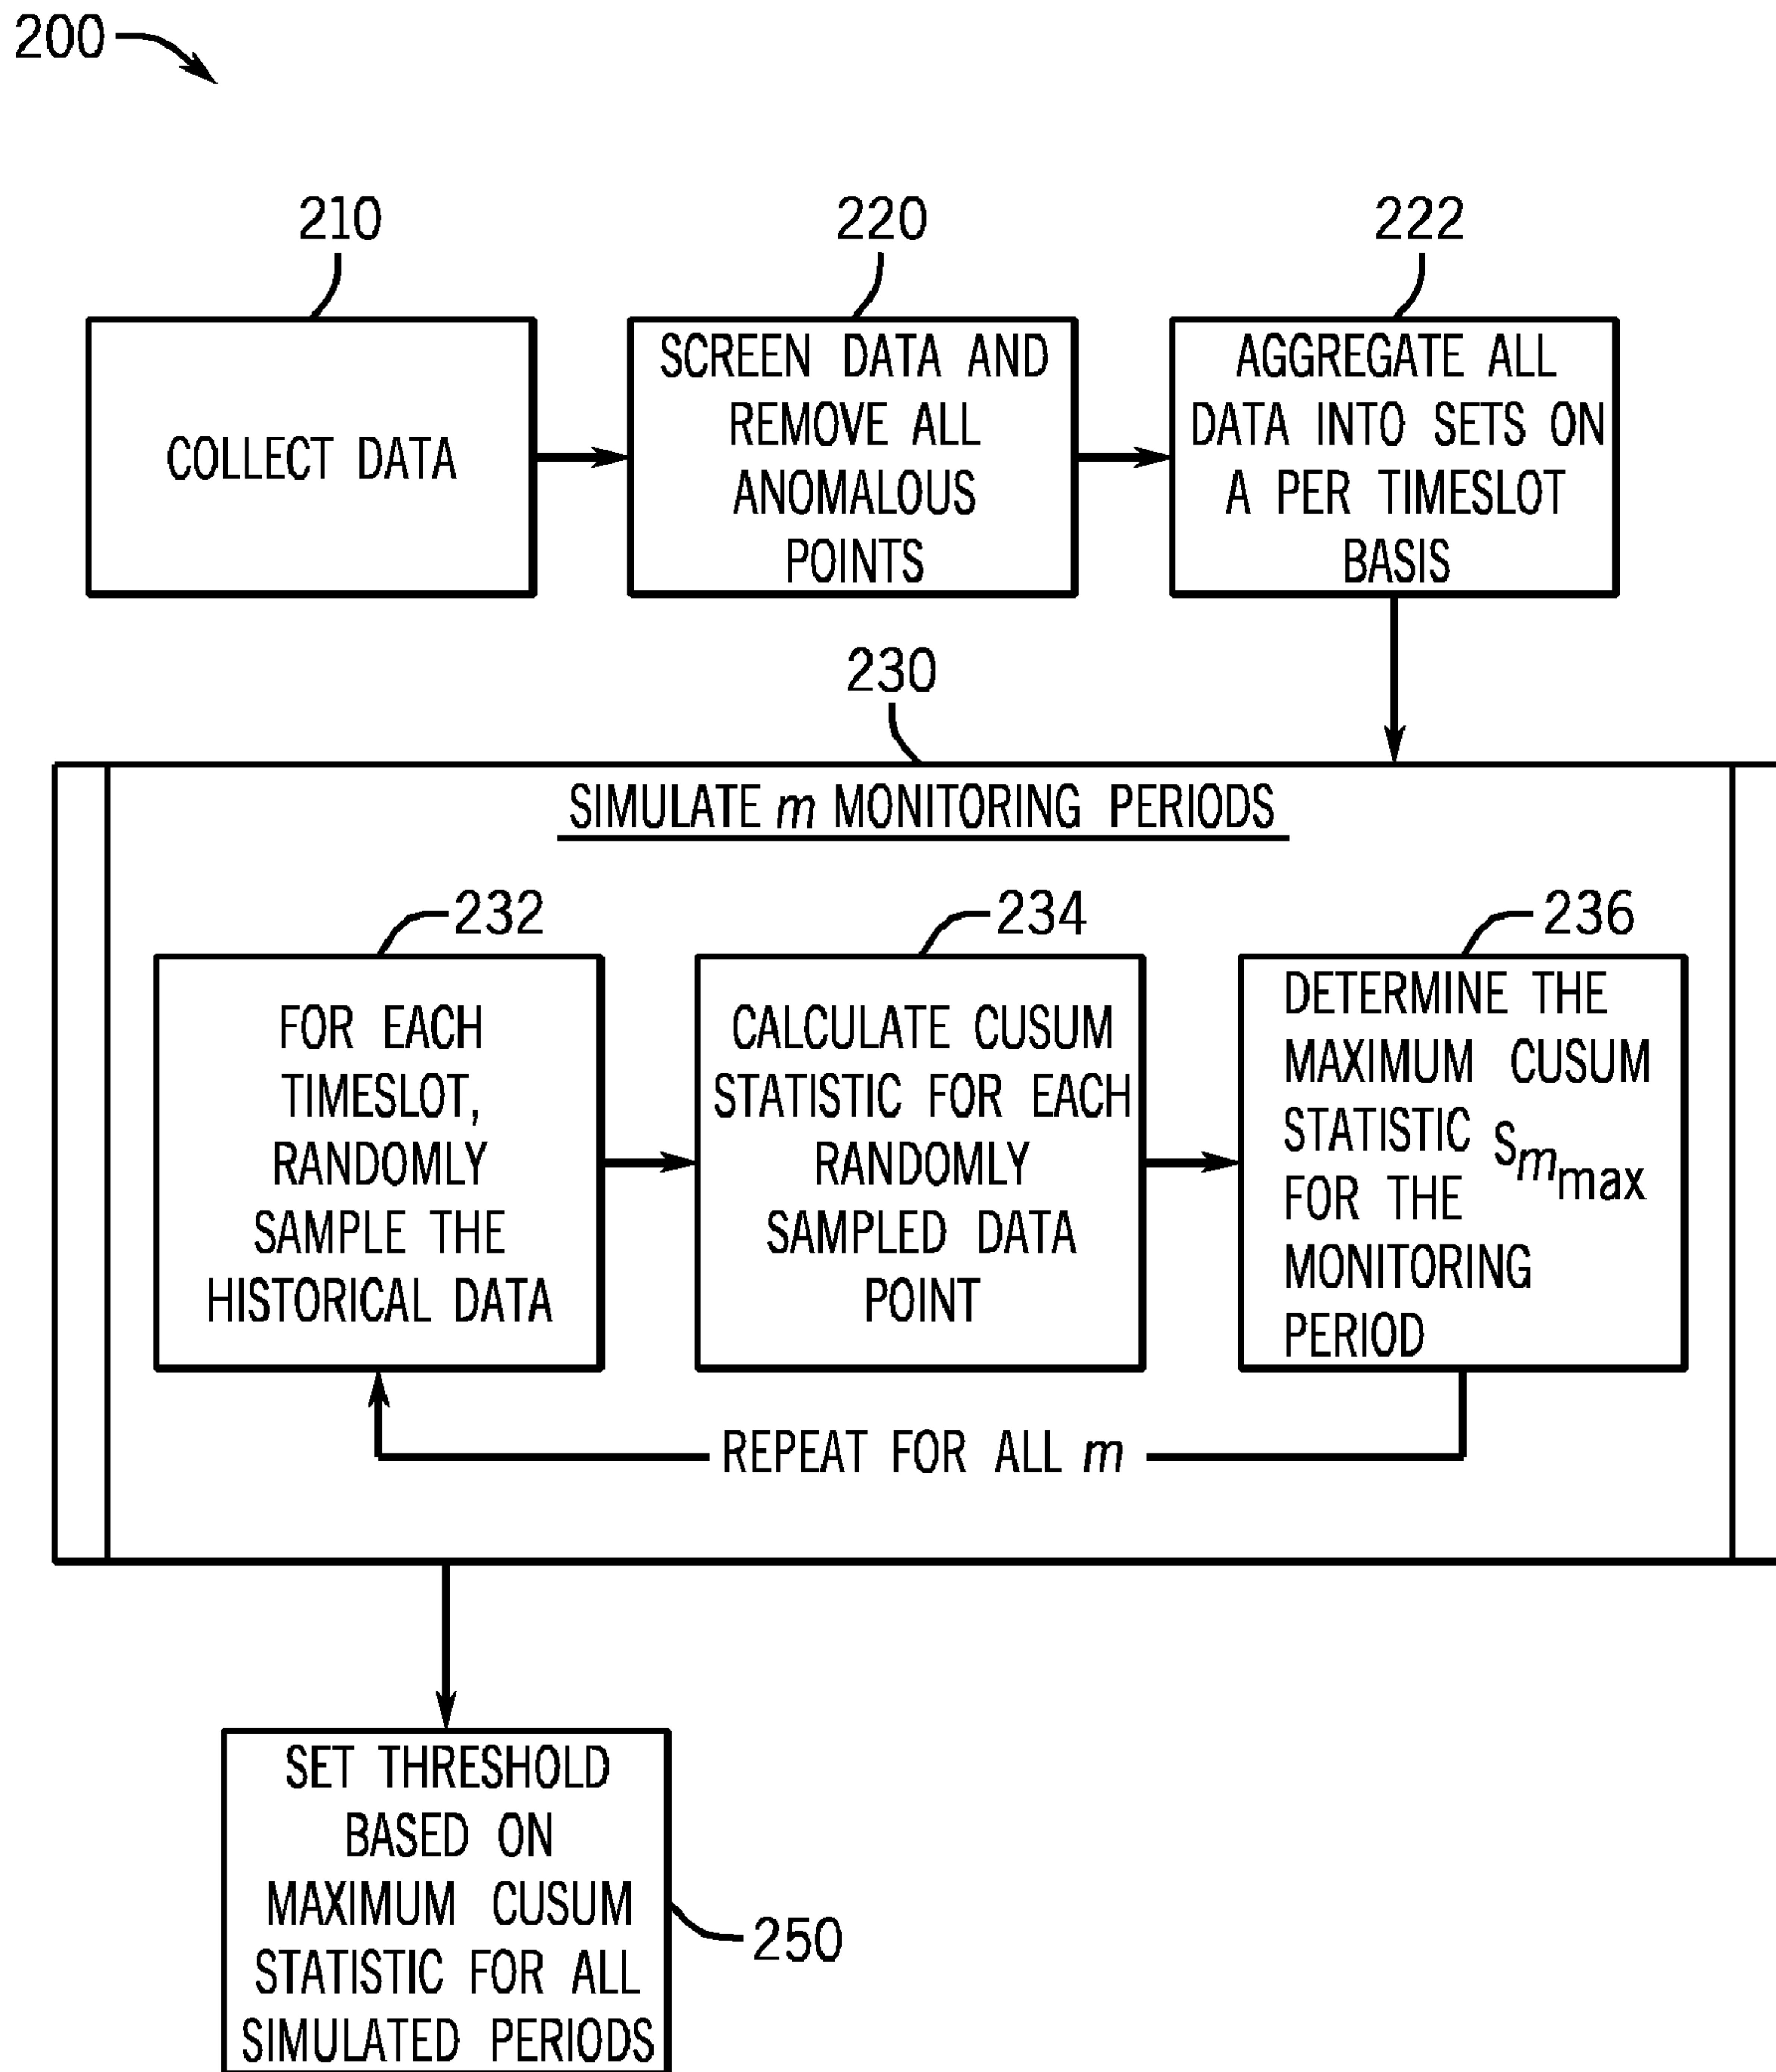 200
210
220
222
COLLECT DATA
SCREEN DATA AND
REMOVE ALL
ANOMALOUS
POINTS
AGGREGATE ALL
DATA INTO SETS ON
A PER TIMESLOT
BASIS
230
SIMULATE m MONITORING PERIODS
232
234
236
FOR EACH
TIMESLOT,
RANDOMLY
SAMPLE THE
HISTORICAL DATA
CALCULATE CUSUM
STATISTIC FOR EACH
RANDOMLY
SAMPLED DATA
POINT
DETERMINE THE
MAXIMUM CUSUM
STATISTIC Smmax
FOR THE
MONITORING
PERIOD
REPEAT FOR ALL m
SET THRESHOLD
BASED ON
MAXIMUM CUSUM
STATISTIC FOR ALL
SIMULATED PERIODS
250